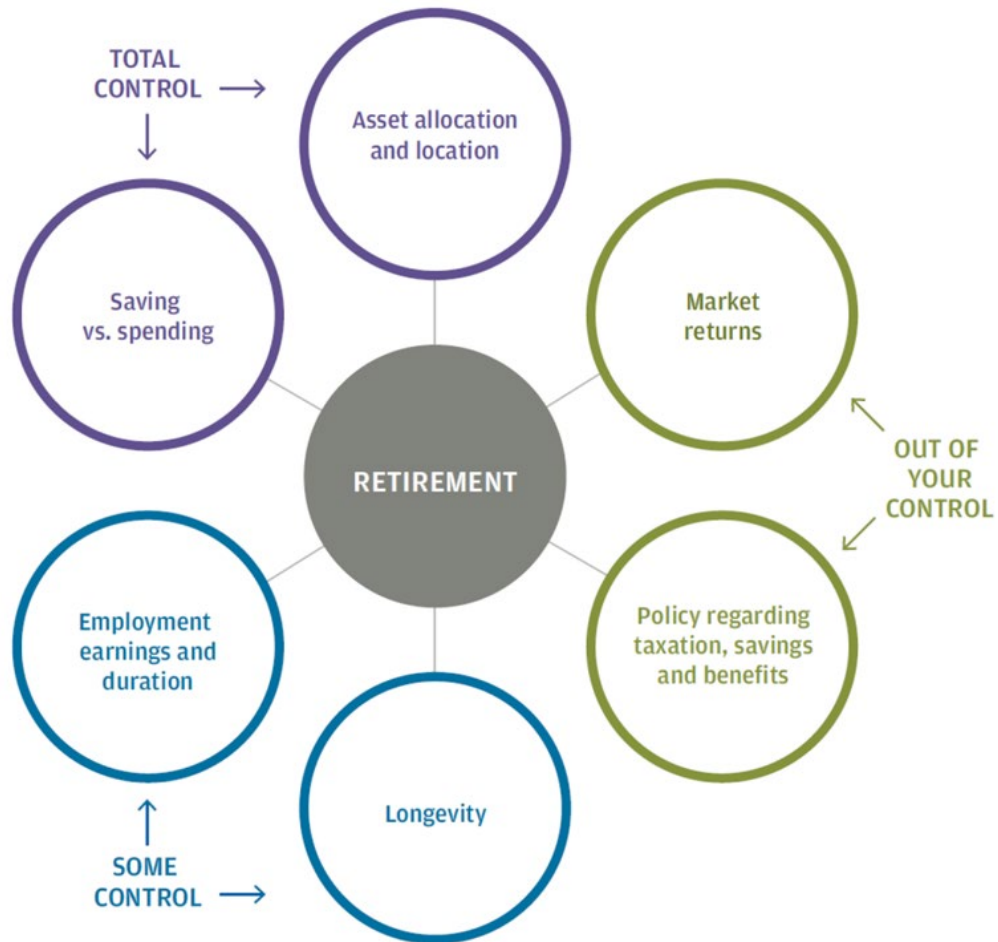 TOTAL
CONTROL
Asset allocation
and location
Saving
vs. spending
Market
returns
RETIREMENT
OUT OF
YOUR
CONTROL
Employment
earnings and
duration
Policy regarding
taxation, savings
and benefits
Longevity
SOME
CONTROL